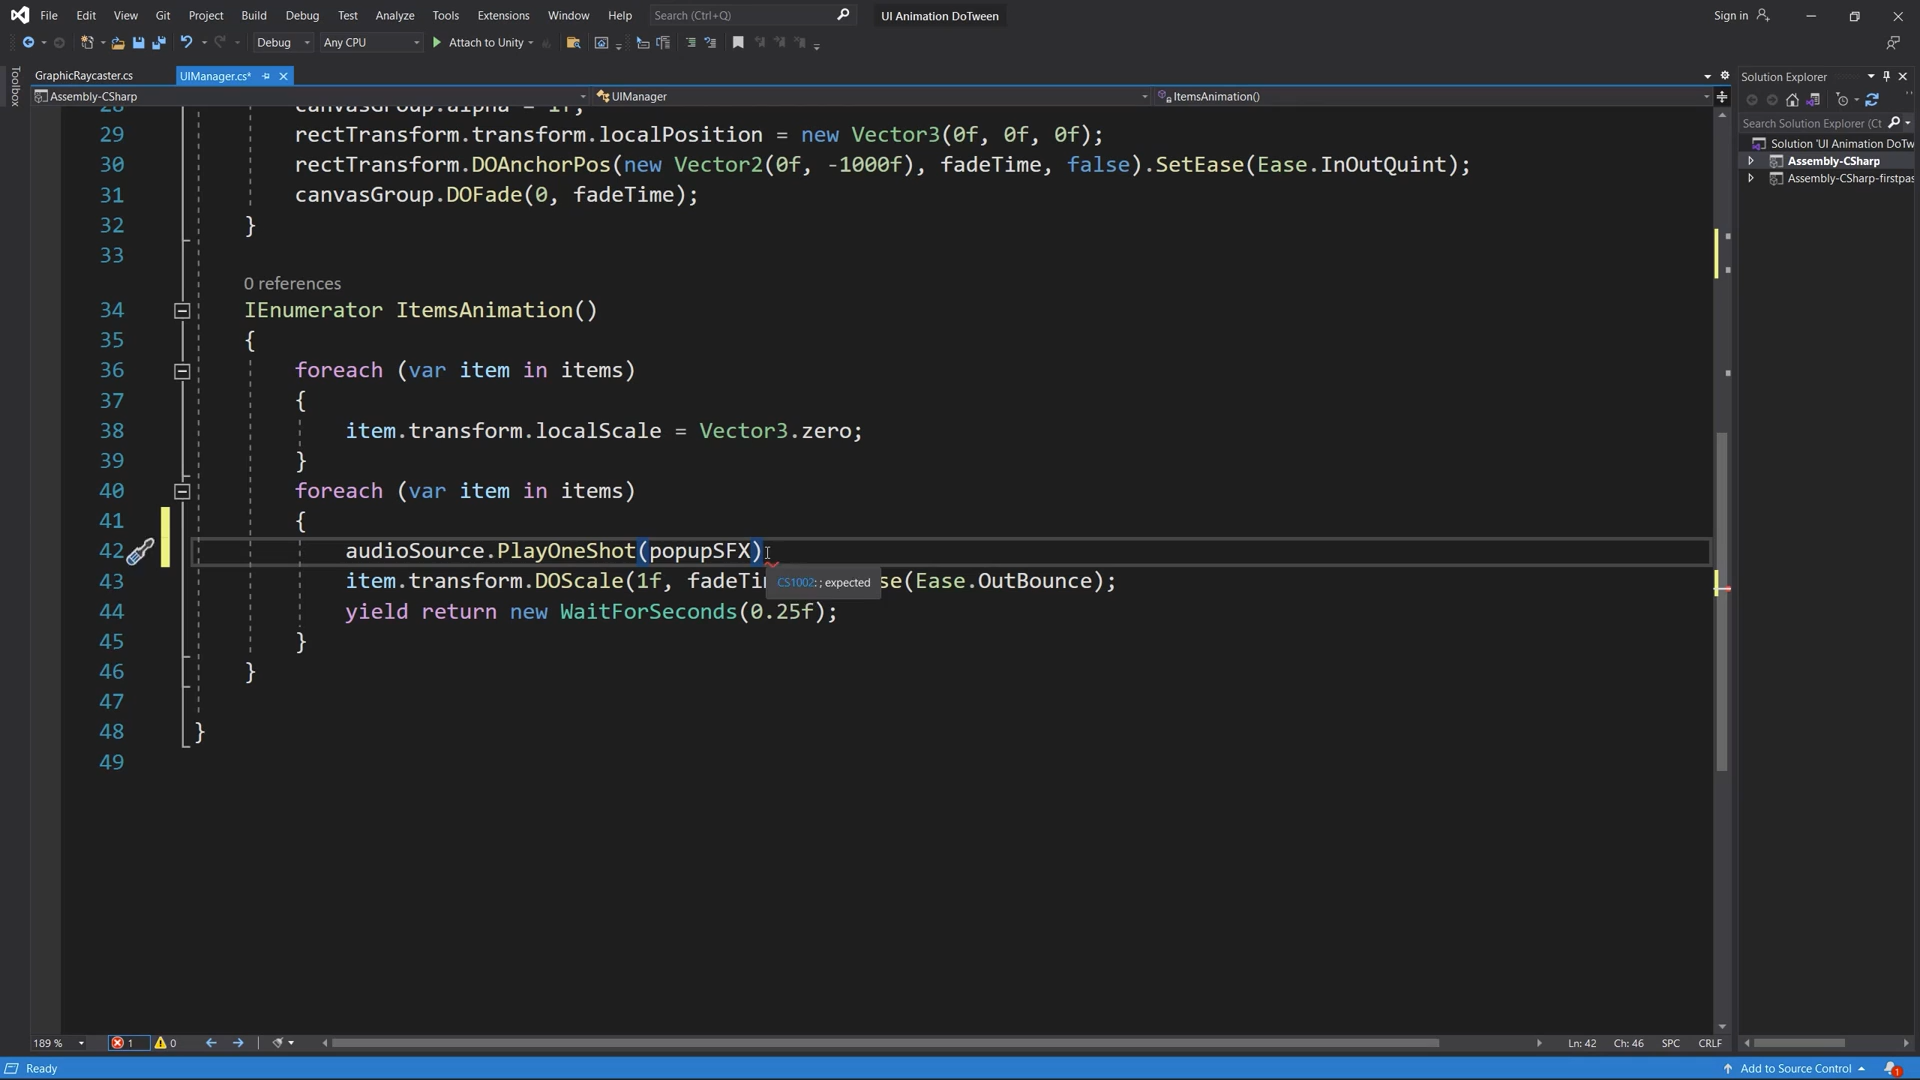 File Edit View Git Project Build Debug Test Analyze Tools Extensions Window Help Search (Ctrl+Q) UI Animation DoTween Sign in
Debug Any CPU Attach to Unity
Toolbox
GraphicRaycaster.cs UIManager.cs*
Assembly-CSharp UIManager ItemsAnimation()
28 canvasGroup.alpha = 1f;
29 rectTransform.transform.localPosition = new Vector3(0f, 0f, 0f);
30 rectTransform.DOAnchorPos(new Vector2(0f, -1000f), fadeTime, false).SetEase(Ease.InOutQuint);
31 canvasGroup.DOFade(0, fadeTime);
32 }
33
0 references
34 IEnumerator ItemsAnimation()
35 {
36 foreach (var item in items)
37 {
38 item.transform.localScale = Vector3.zero;
39 }
40 foreach (var item in items)
41 {
42 audioSource.PlayOneShot(popupSFX)
43 item.transform.DOScale(1f, fadeTi se(Ease.OutBounce);
CS1002: ; expected
44 yield return new WaitForSeconds(0.25f);
45 }
46 }
47
48 }
49
Solution Explorer
Search Solution Explorer (Ct
Solution 'UI Animation DoTw
Assembly-CSharp
Assembly-CSharp-firstpas
189 % 1 0 Ln: 42 Ch: 46 SPC CRLF
Ready Add to Source Control 1